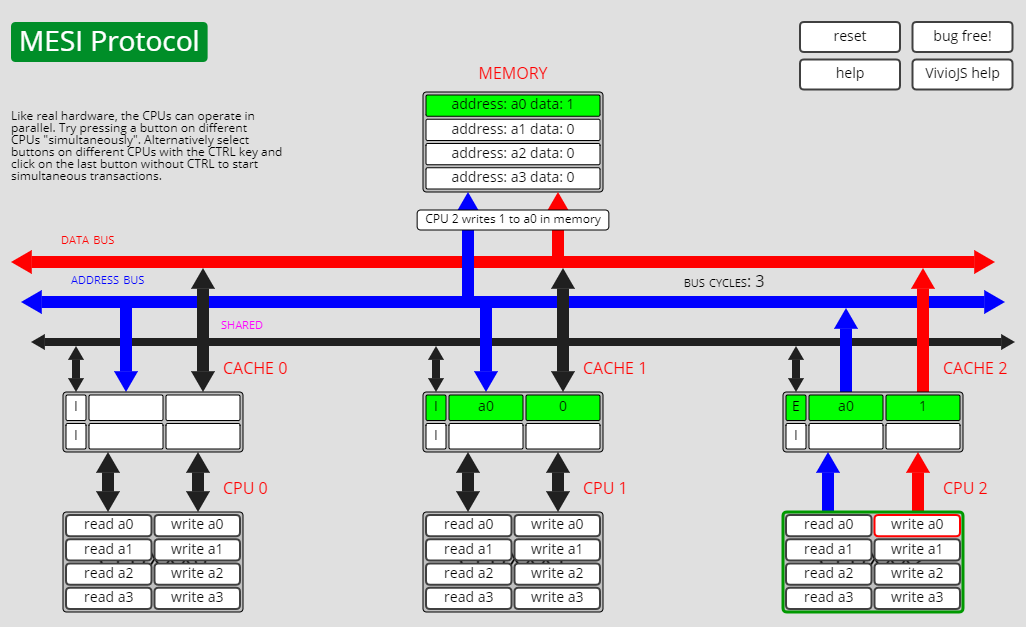 MESI Protocol
reset
bug free!
help
VivioJS help
Like real hardware, the CPUs can operate in
parallel. Try pressing a button on different
CPUs "simultaneously". Alternatively select
buttons on different CPUs with the CTRL key and
click on the last button without CTRL to start
simultaneous transactions.
MEMORY
address: a0 data: 1
address: a1 data: 0
address: a2 data: 0
address: a3 data: 0
CPU 2 writes 1 to a0 in memory
DATA BUS
ADDRESS BUS
BUS CYCLES: 3
SHARED
CACHE 0
CACHE 1
CACHE 2
I
I
I a0 0
I
E a0 1
I
CPU 0
CPU 1
CPU 2
read a0 write a0
read a1 write a1
read a2 write a2
read a3 write a3
read a0 write a0
read a1 write a1
read a2 write a2
read a3 write a3
read a0 write a0
read a1 write a1
read a2 write a2
read a3 write a3